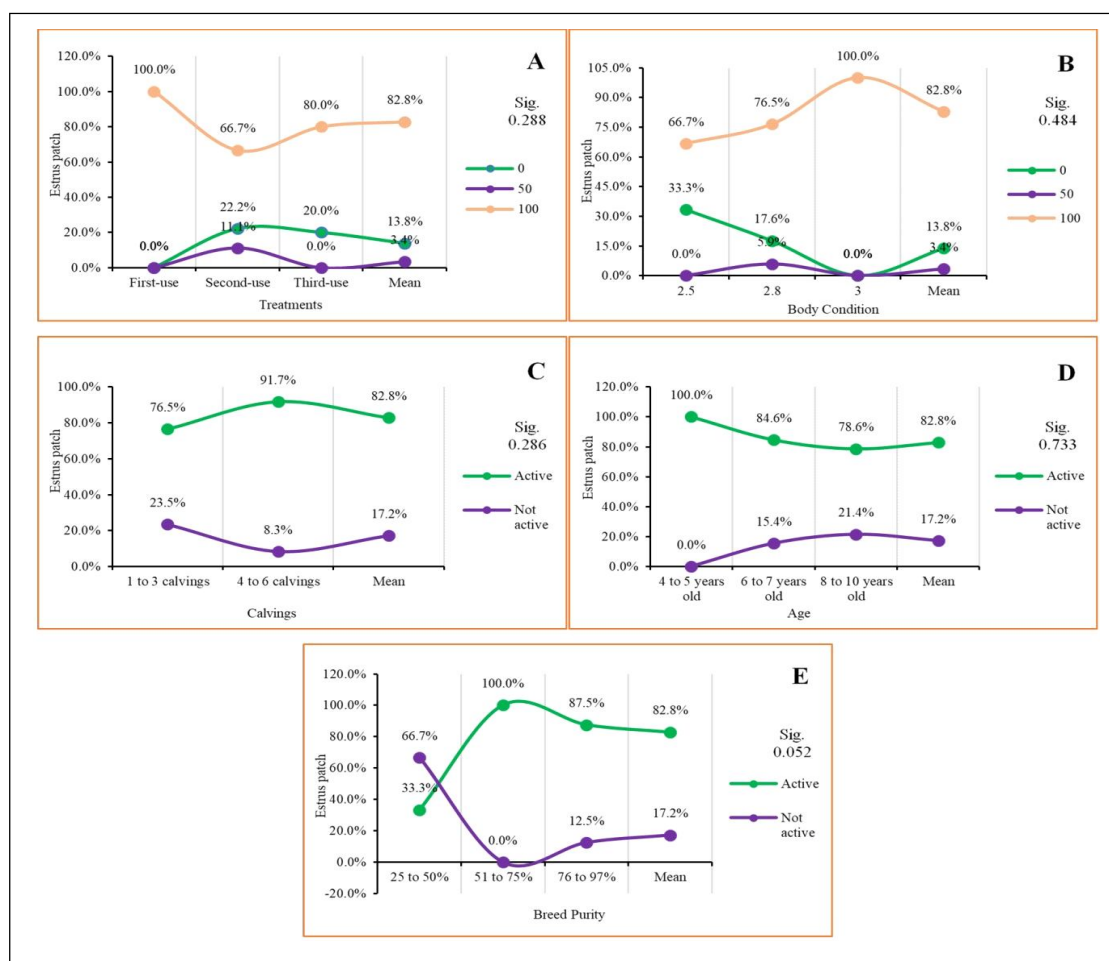 A
120.0%
100.0%
80.0%
60.0%
40.0%
20.0%
0.0%
Estrus patch
100.0%
66.7%
80.0%
82.8%
22.2%
11.1%
20.0%
13.8%
0.0%
0.0%
3.4%
First-use Second-use Third-use Mean
Treatments
Sig.
0.288
0
50
100
B
105.0%
90.0%
75.0%
60.0%
45.0%
30.0%
15.0%
0.0%
Estrus patch
66.7%
76.5%
100.0%
82.8%
33.3%
17.6%
13.8%
0.0%
5.9%
0.0%
3.4%
2.5 2.8 3 Mean
Body Condition
Sig.
0.484
0
50
100
C
100.0%
80.0%
60.0%
40.0%
20.0%
0.0%
Estrus patch
76.5%
91.7%
82.8%
23.5%
8.3%
17.2%
1 to 3 calvings 4 to 6 calvings Mean
Calvings
Sig.
0.286
Active
Not
active
D
120.0%
100.0%
80.0%
60.0%
40.0%
20.0%
0.0%
Estrus patch
100.0%
84.6%
78.6%
82.8%
0.0%
15.4%
21.4%
17.2%
4 to 5 years
old
6 to 7 years
old
8 to 10 years
old
Mean
Age
Sig.
0.733
Active
Not
active
E
120.0%
100.0%
80.0%
60.0%
40.0%
20.0%
0.0%
-20.0%
Estrus patch
66.7%
33.3%
100.0%
87.5%
82.8%
0.0%
12.5%
17.2%
25 to 50% 51 to 75% 76 to 97% Mean
Breed Purity
Sig.
0.052
Active
Not
active